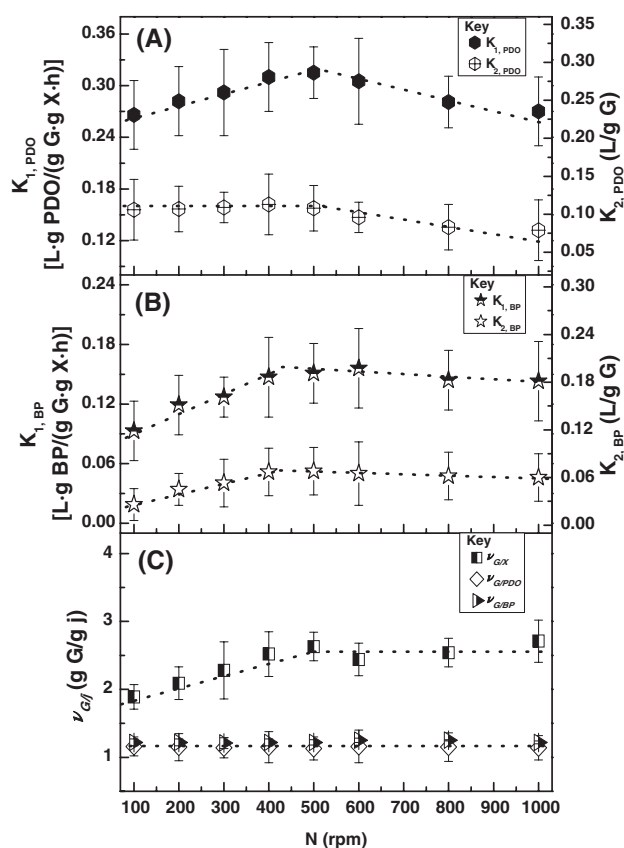 (A)
Key
K1, PDO
K2, PDO
0.36
0.30
0.24
0.18
0.12
K1, PDO
[L·g PDO/(g G·g X·h)]
0.35
0.30
0.25
0.20
0.15
0.10
0.05
K2, PDO (L/g G)
(B)
Key
K1, BP
K2, BP
0.24
0.18
0.12
0.06
0.00
K1, BP
[L·g BP/(g G·g X·h)]
0.30
0.24
0.18
0.12
0.06
0.00
K2, BP (L/g G)
(C)
Key
νG/X
νG/PDO
νG/BP
4
3
2
1
νG/j (g G/g j)
100 200 300 400 500 600 700 800 900 1000
N (rpm)